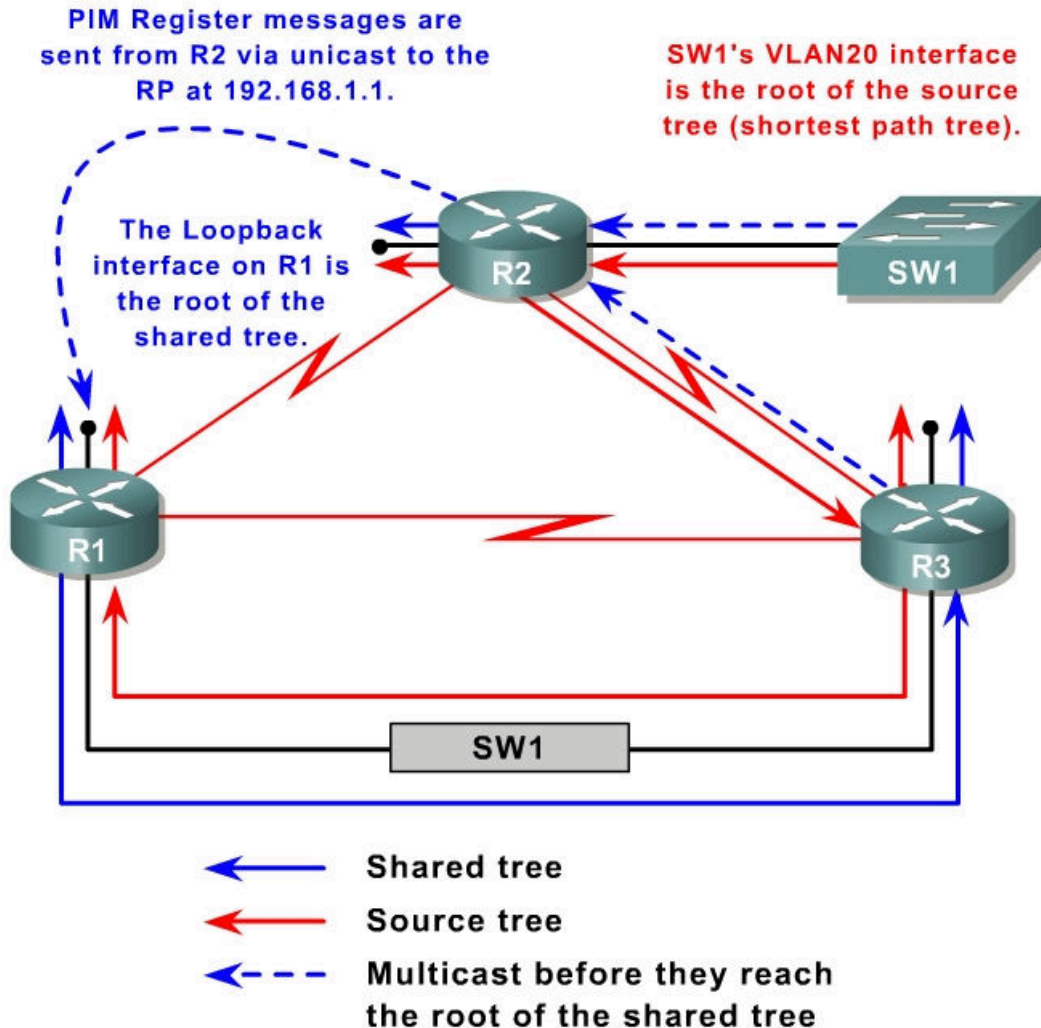 PIM Register messages are
sent from R2 via unicast to the
RP at 192.168.1.1.
SW1's VLAN20 interface
is the root of the source
tree (shortest path tree).
The Loopback
interface on R1 is
the root of the
shared tree.
R2
SW1
R1
R3
SW1
Shared tree
Source tree
Multicast before they reach
the root of the shared tree